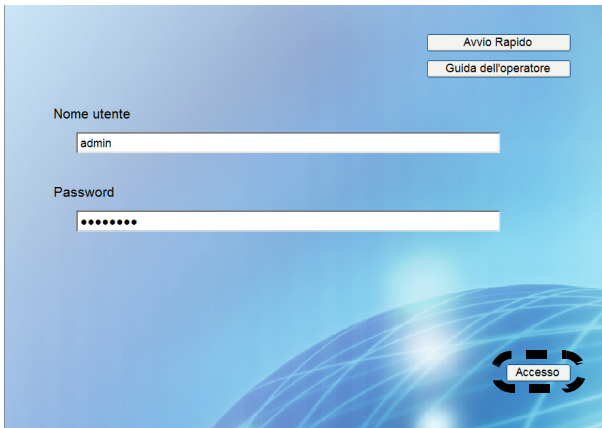 Avvio Rapido
Guida dell'operatore
Nome utente
admin
Password
●●●●●●●●
Accesso